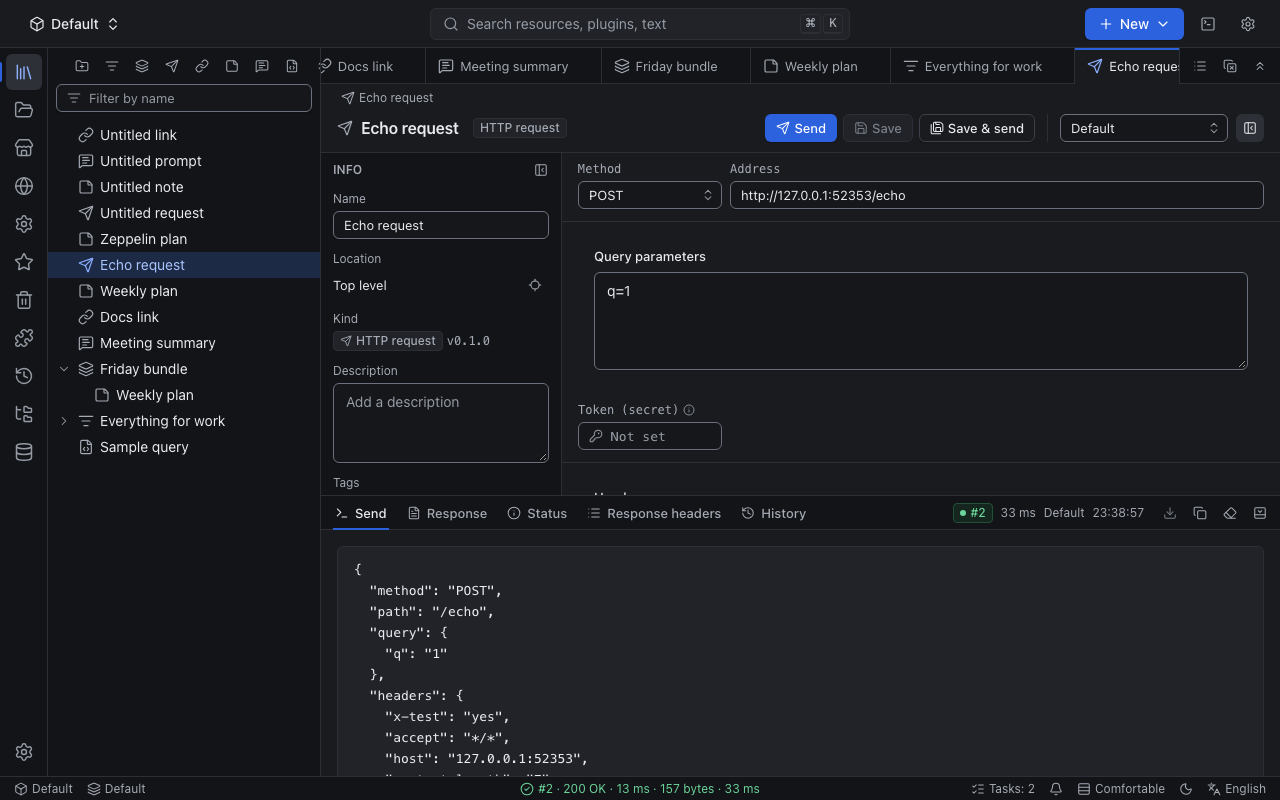 Default
Search resources, plugins, text
⌘ K
New
Docs link
Meeting summary
Friday bundle
Weekly plan
Everything for work
Echo reques
Filter by name
Untitled link
Untitled prompt
Untitled note
Untitled request
Zeppelin plan
Echo request
Weekly plan
Docs link
Meeting summary
Friday bundle
Weekly plan
Everything for work
Sample query
Echo request
Echo request
HTTP request
Send
Save
Save & send
Default
INFO
Name
Echo request
Location
Top level
Kind
HTTP request v0.1.0
Description
Add a description
Tags
Method
Address
POST
http://127.0.0.1:52353/echo
Query parameters
q=1
Token (secret)
Not set
Send
Response
Status
Response headers
History
#2
33 ms
Default
23:38:57
{
"method": "POST",
"path": "/echo",
"query": {
"q": "1"
},
"headers": {
"x-test": "yes",
"accept": "*/*",
"host": "127.0.0.1:52353",
Default
Default
#2 · 200 OK · 13 ms · 157 bytes · 33 ms
Tasks: 2
Comfortable
English